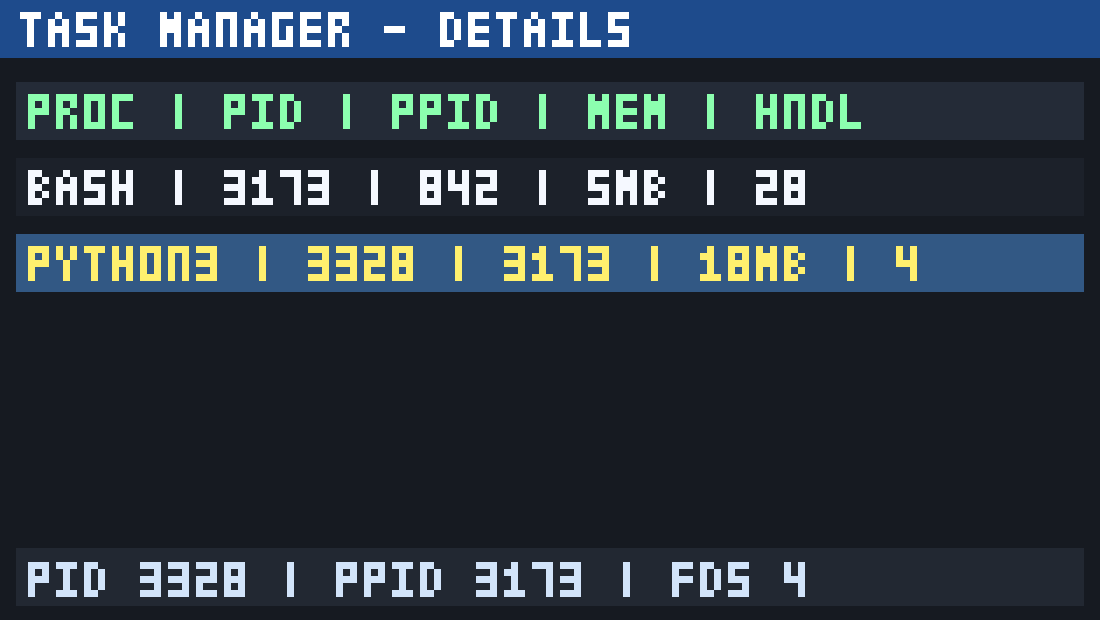 TASK MANAGER - DETAILS
PROC | PID | PPID | MEM | HNDL
BASH | 3173 | 842 | 5MB | 28
PYTHON3 | 3328 | 3173 | 18MB | 4
PID 3328 | PPID 3173 | FDS 4